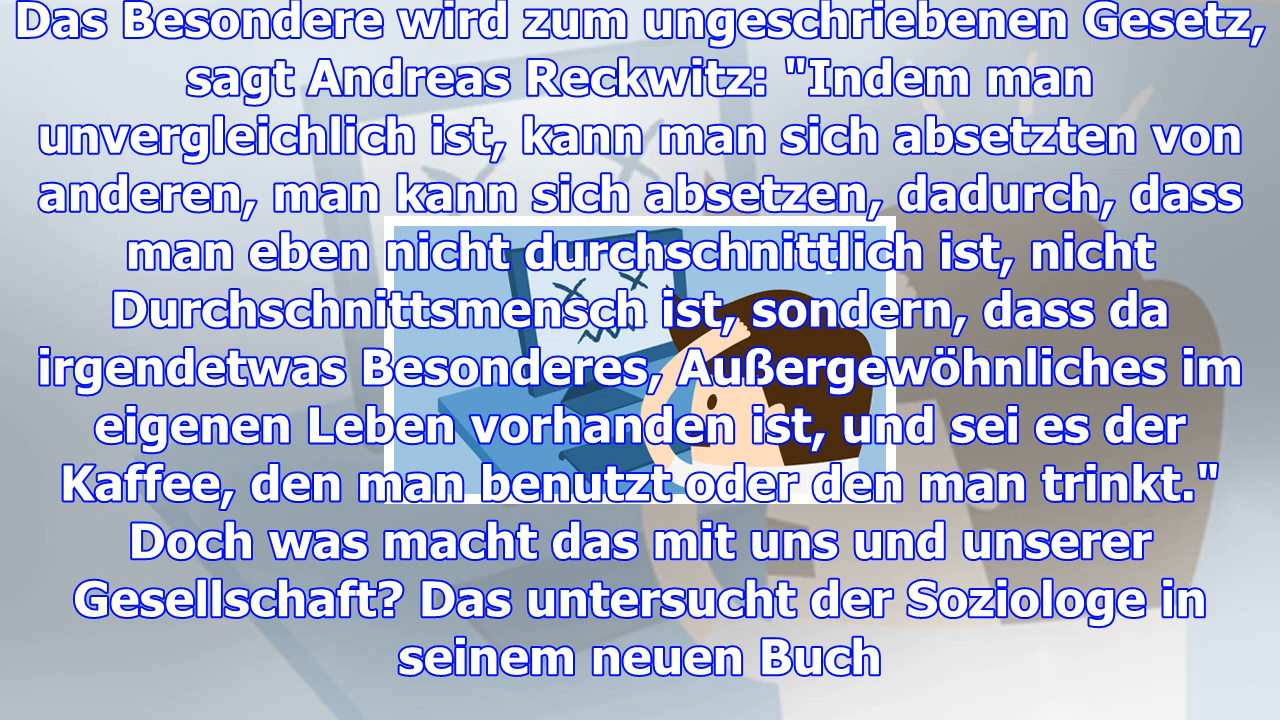 Das Besondere wird zum ungeschriebenen Gesetz,
sagt Andreas Reckwitz: "Indem man
unvergleichlich ist, kann man sich absetzten von
anderen, man kann sich absetzen, dadurch, dass
man eben nicht durchschnittlich ist, nicht
Durchschnittsmensch ist, sondern, dass da
irgendetwas Besonderes, Außergewöhnliches im
eigenen Leben vorhanden ist, und sei es der
Kaffee, den man benutzt oder den man trinkt."
Doch was macht das mit uns und unserer
Gesellschaft? Das untersucht der Soziologe in
seinem neuen Buch